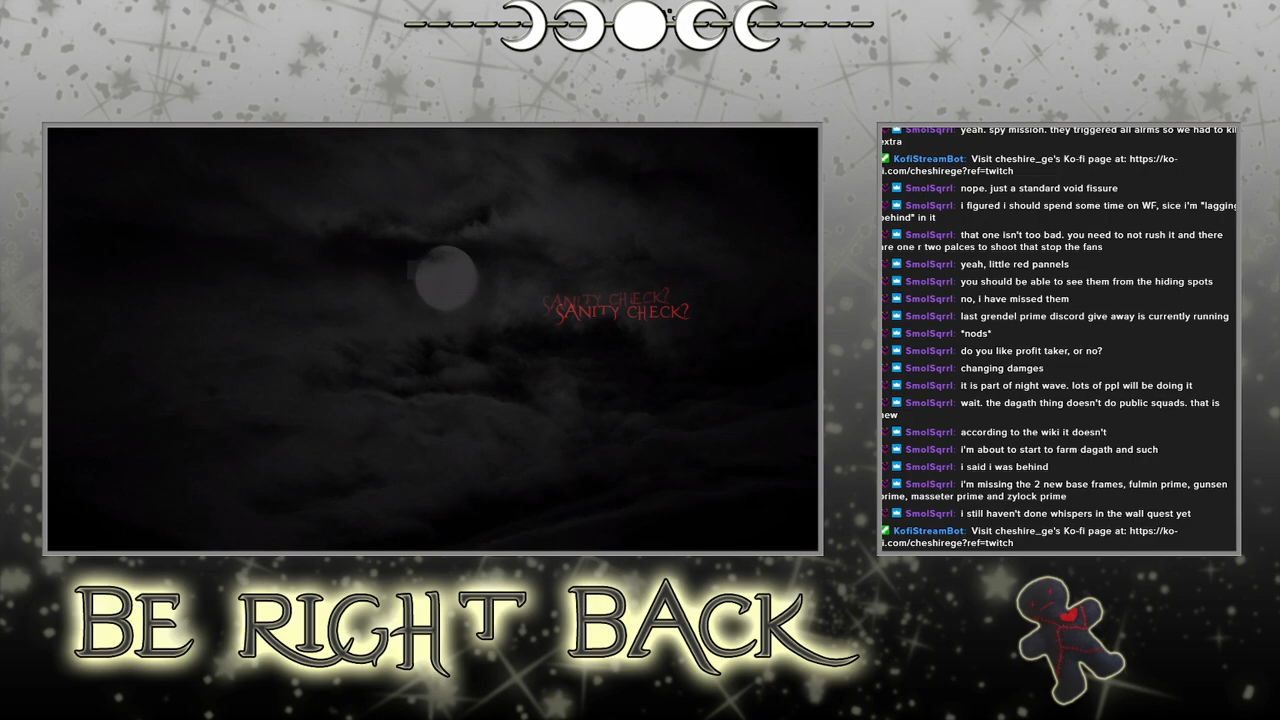 SANITY CHECK?
SANITY CHECK?
SmolSqrrl: yeah. spy mission. they triggered all alrms so we had to kil
extra
KofiStreamBot: Visit cheshire_ge's Ko-fi page at: https://ko-
i.com/cheshirege?ref=twitch
SmolSqrrl: nope. just a standard void fissure
SmolSqrrl: i figured i should spend some time on WF, sice i'm "lagging
behind" in it
SmolSqrrl: that one isn't too bad. you need to not rush it and there
are one r two palces to shoot that stop the fans
SmolSqrrl: yeah, little red pannels
SmolSqrrl: you should be able to see them from the hiding spots
SmolSqrrl: no, i have missed them
SmolSqrrl: last grendel prime discord give away is currently running
SmolSqrrl: *nods*
SmolSqrrl: do you like profit taker, or no?
SmolSqrrl: changing damges
SmolSqrrl: it is part of night wave. lots of ppl will be doing it
SmolSqrrl: wait. the dagath thing doesn't do public squads. that is
new
SmolSqrrl: according to the wiki it doesn't
SmolSqrrl: i'm about to start to farm dagath and such
SmolSqrrl: i said i was behind
SmolSqrrl: i'm missing the 2 new base frames, fulmin prime, gunsen
prime, masseter prime and zylock prime
SmolSqrrl: i still haven't done whispers in the wall quest yet
KofiStreamBot: Visit cheshire_ge's Ko-fi page at: https://ko-
i.com/cheshirege?ref=twitch
BE RIGHT BACK